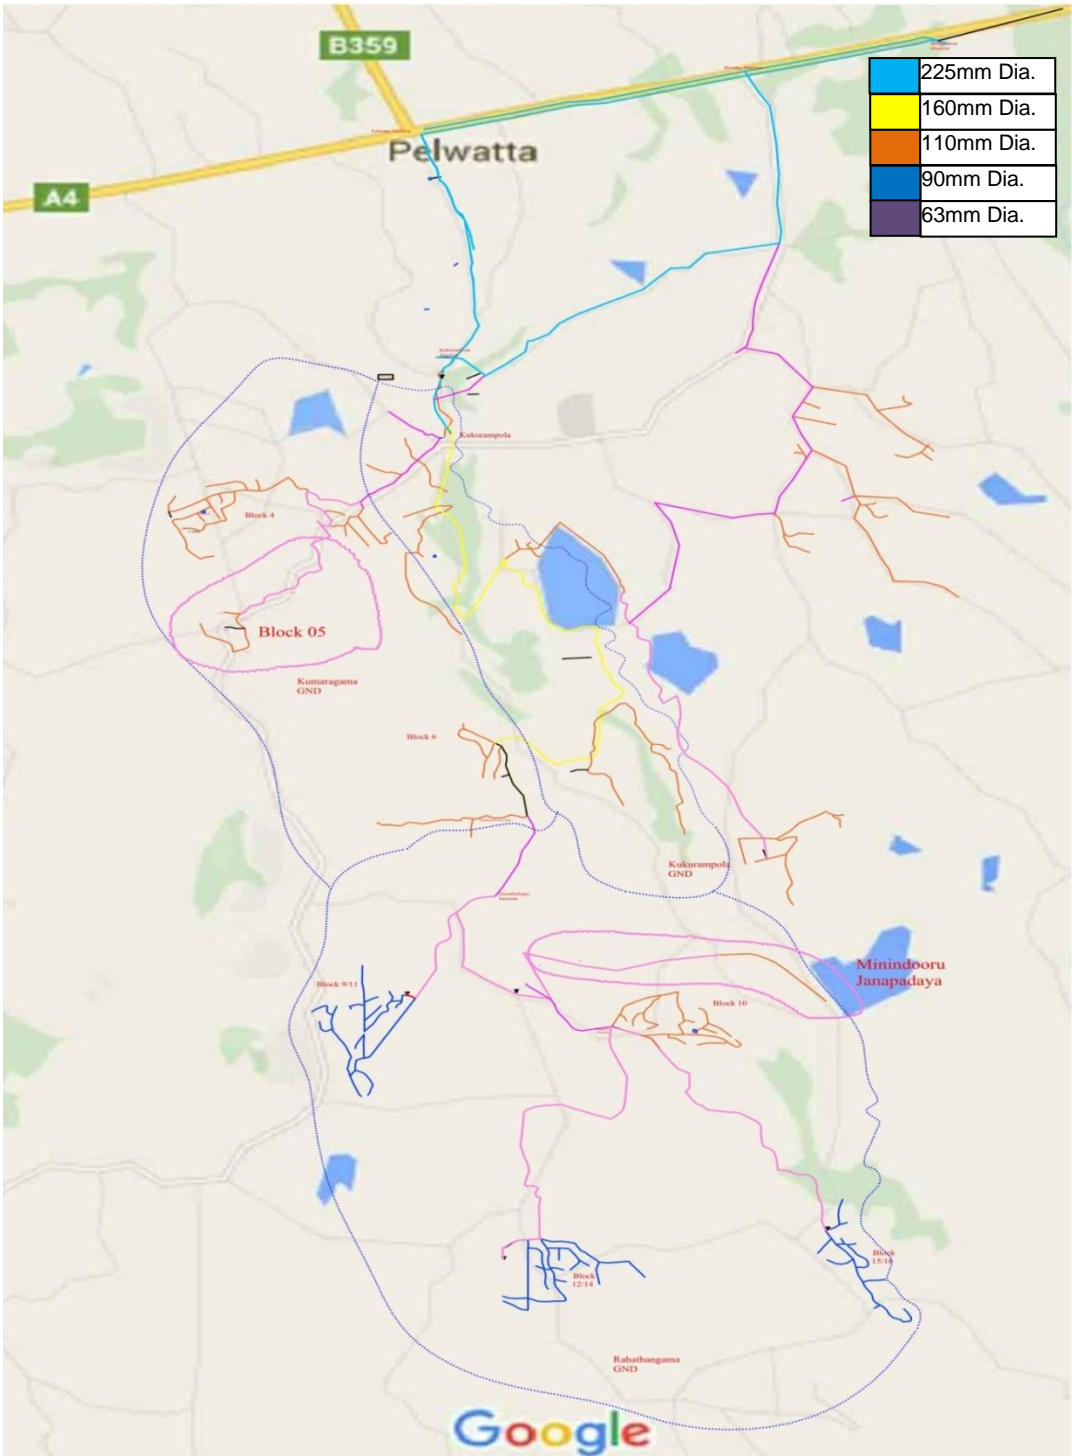 B359
225mm Dia.
160mm Dia.
110mm Dia.
90mm Dia.
63mm Dia.
Pelwatta
A4
Kukurampola
Block 4
Block 05
Kumaragama
GND
Block 6
Kukurampola
GND
Minindooru
Janapadaya
Block 9/11
Block 10
Block
15/16
Block
12/14
Rahathangama
GND
Google